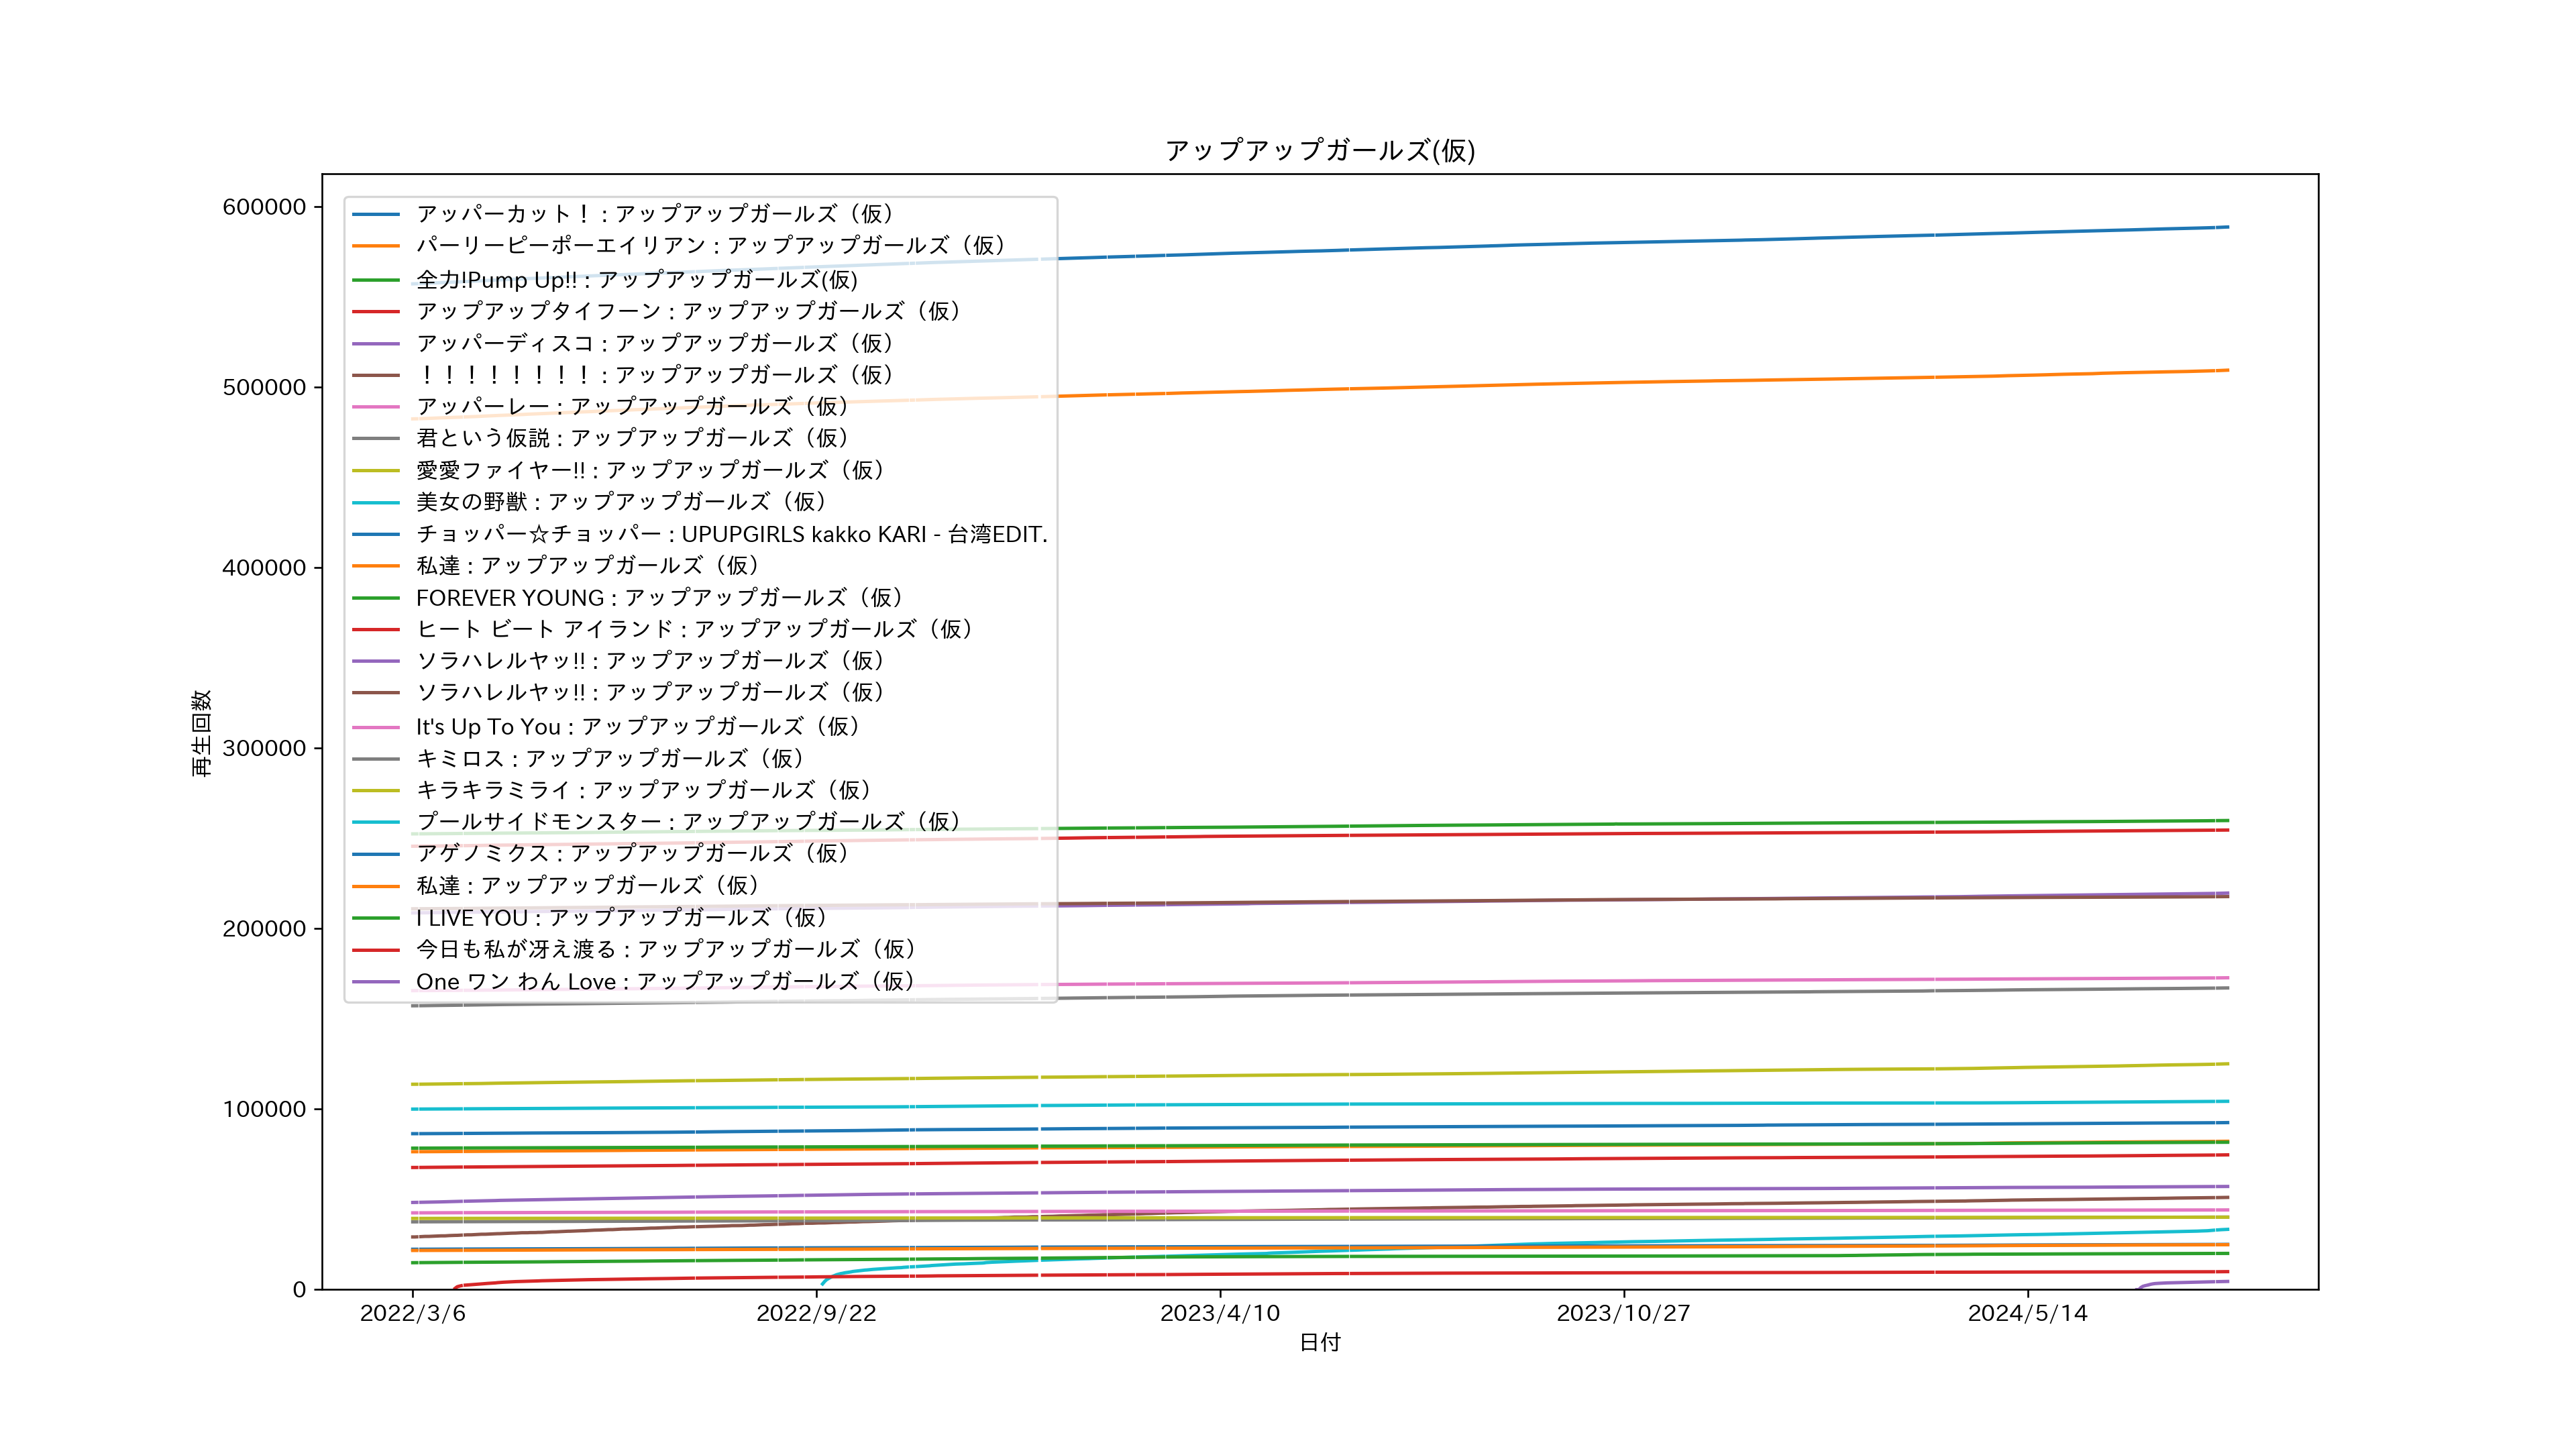 アップアップガールズ(仮)
再生回数
600000
500000
400000
300000
200000
100000
0
アッパーカット！ : アップアップガールズ（仮）
パーリーピーポーエイリアン : アップアップガールズ（仮）
全力!Pump Up!! : アップアップガールズ(仮)
アップアップタイフーン : アップアップガールズ（仮）
アッパーディスコ : アップアップガールズ（仮）
！！！！！！！！ : アップアップガールズ（仮）
アッパーレー : アップアップガールズ（仮）
君という仮説 : アップアップガールズ（仮）
愛愛ファイヤー!! : アップアップガールズ（仮）
美女の野獣 : アップアップガールズ（仮）
チョッパー☆チョッパー : UPUPGIRLS kakko KARI - 台湾EDIT.
私達 : アップアップガールズ（仮）
FOREVER YOUNG : アップアップガールズ（仮）
ヒート ビート アイランド : アップアップガールズ（仮）
ソラハレルヤッ!! : アップアップガールズ（仮）
ソラハレルヤッ!! : アップアップガールズ（仮）
It's Up To You : アップアップガールズ（仮）
キミロス : アップアップガールズ（仮）
キラキラミライ : アップアップガールズ（仮）
プールサイドモンスター : アップアップガールズ（仮）
アゲノミクス : アップアップガールズ（仮）
私達 : アップアップガールズ（仮）
I LIVE YOU : アップアップガールズ（仮）
今日も私が冴え渡る : アップアップガールズ（仮）
One ワン わん Love : アップアップガールズ（仮）
2022/3/6 2022/9/22 2023/4/10 2023/10/27 2024/5/14
日付